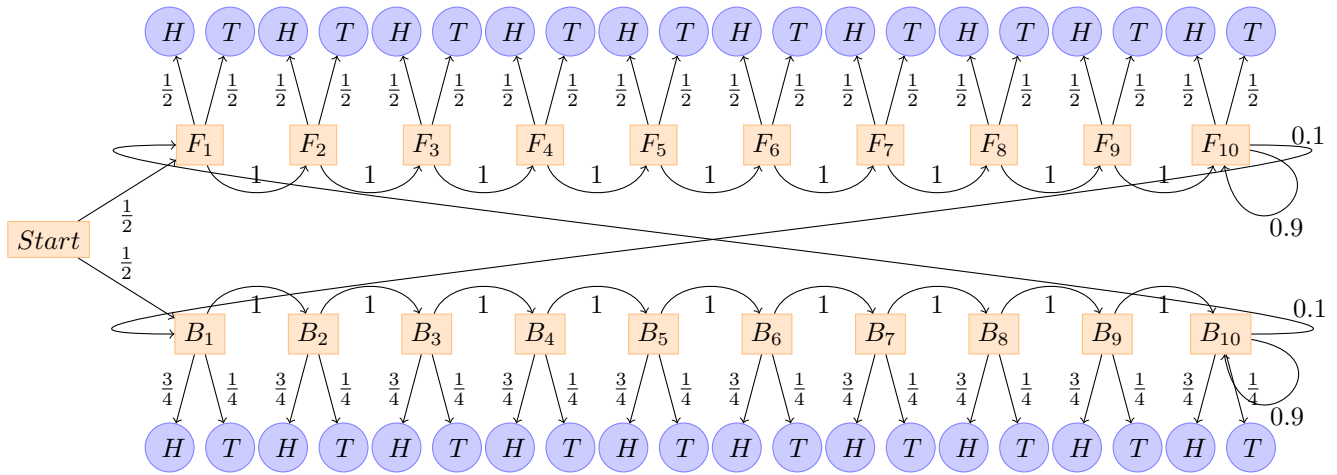 H T H T H T H T H T H T H T H T H T H T
1/2 1/2 1/2 1/2 1/2 1/2 1/2 1/2 1/2 1/2 1/2 1/2 1/2 1/2 1/2 1/2 1/2 1/2 1/2 1/2
F₁ F₂ F₃ F₄ F₅ F₆ F₇ F₈ F₉ F₁₀ 0.1
1 1 1 1 1 1 1 1 1
0.9
1/2
Start
1/2
1 1 1 1 1 1 1 1 1 0.1
B₁ B₂ B₃ B₄ B₅ B₆ B₇ B₈ B₉ B₁₀
3/4 1/4 3/4 1/4 3/4 1/4 3/4 1/4 3/4 1/4 3/4 1/4 3/4 1/4 3/4 1/4 3/4 1/4 3/4 1/4
0.9
H T H T H T H T H T H T H T H T H T H T